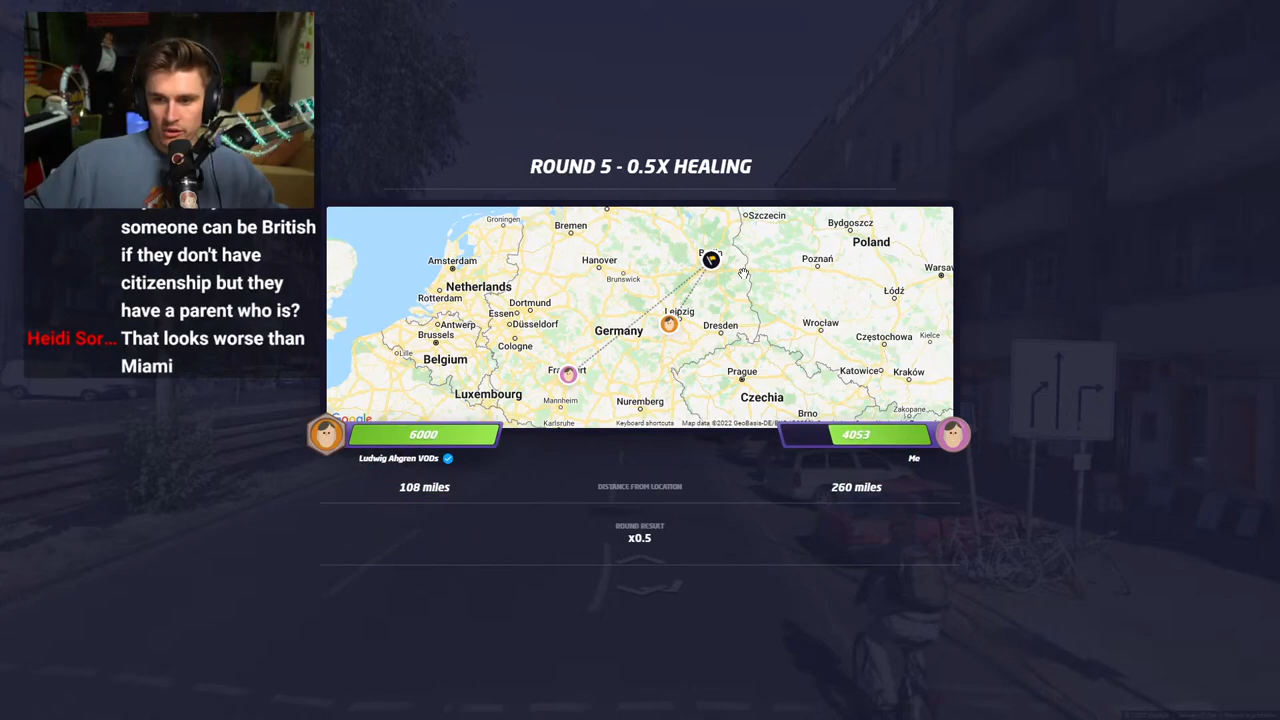 someone can be British
if they don't have
citizenship but they
have a parent who is?
Heidi Sor... That looks worse than
Miami
ROUND 5 - 0.5X HEALING
Groningen
Bremen
Szczecin
Bydgoszcz
Poland
Amsterdam
Hanover
Poznań
Warsaw
Netherlands
Brunswick
Rotterdam
Dortmund
Łódź
Essen
Leipzig
Antwerp
Düsseldorf
Germany
Dresden
Wrocław
Brussels
Cologne
Częstochowa
Kielce
Lille
Belgium
Prague
Katowice
Kraków
Luxembourg
Mannheim
Nuremberg
Czechia
Zakopane
Brno
Google
Karlsruhe
Keyboard shortcuts
Map data ©2022 GeoBasis-DE/
6000
4053
Ludwig Ahgren VODs
Me
108 miles
DISTANCE FROM LOCATION
260 miles
ROUND RESULT
x0.5